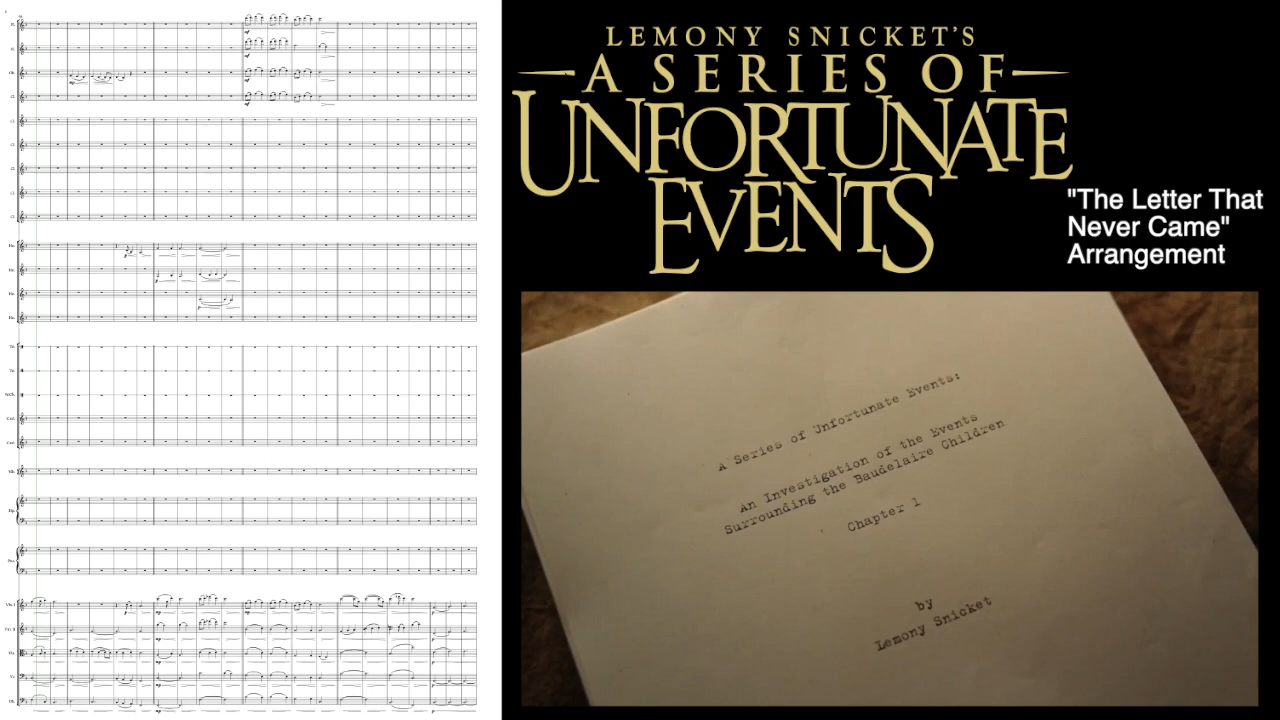 LEMONY SNICKET'S
A SERIES OF
UNFORTUNATE
EVENTS
"The Letter That
Never Came"
Arrangement
A Series of Unfortunate Events:
An Investigation of the Events
Surrounding the Baudelaire Children
Chapter 1
by
Lemony Snicket